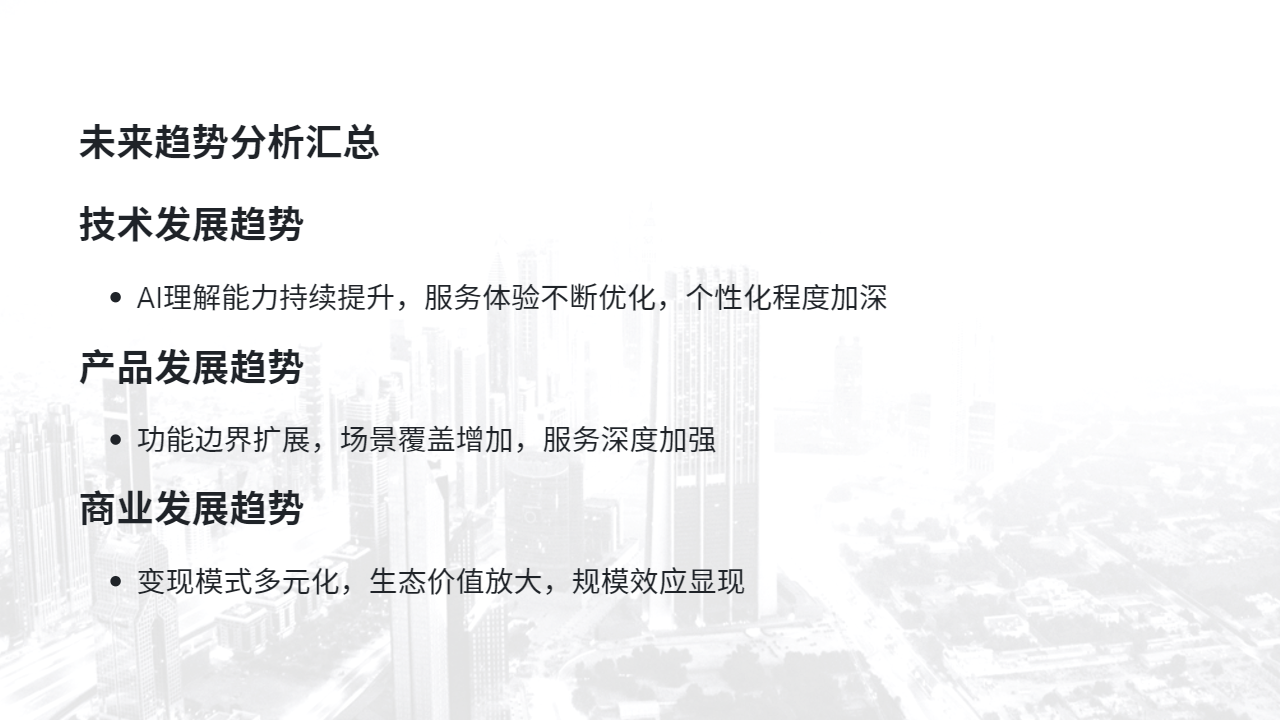 未来趋势分析汇总
技术发展趋势
AI理解能力持续提升，服务体验不断优化，个性化程度加深
产品发展趋势
功能边界扩展，场景覆盖增加，服务深度加强
商业发展趋势
变现模式多元化，生态价值放大，规模效应显现